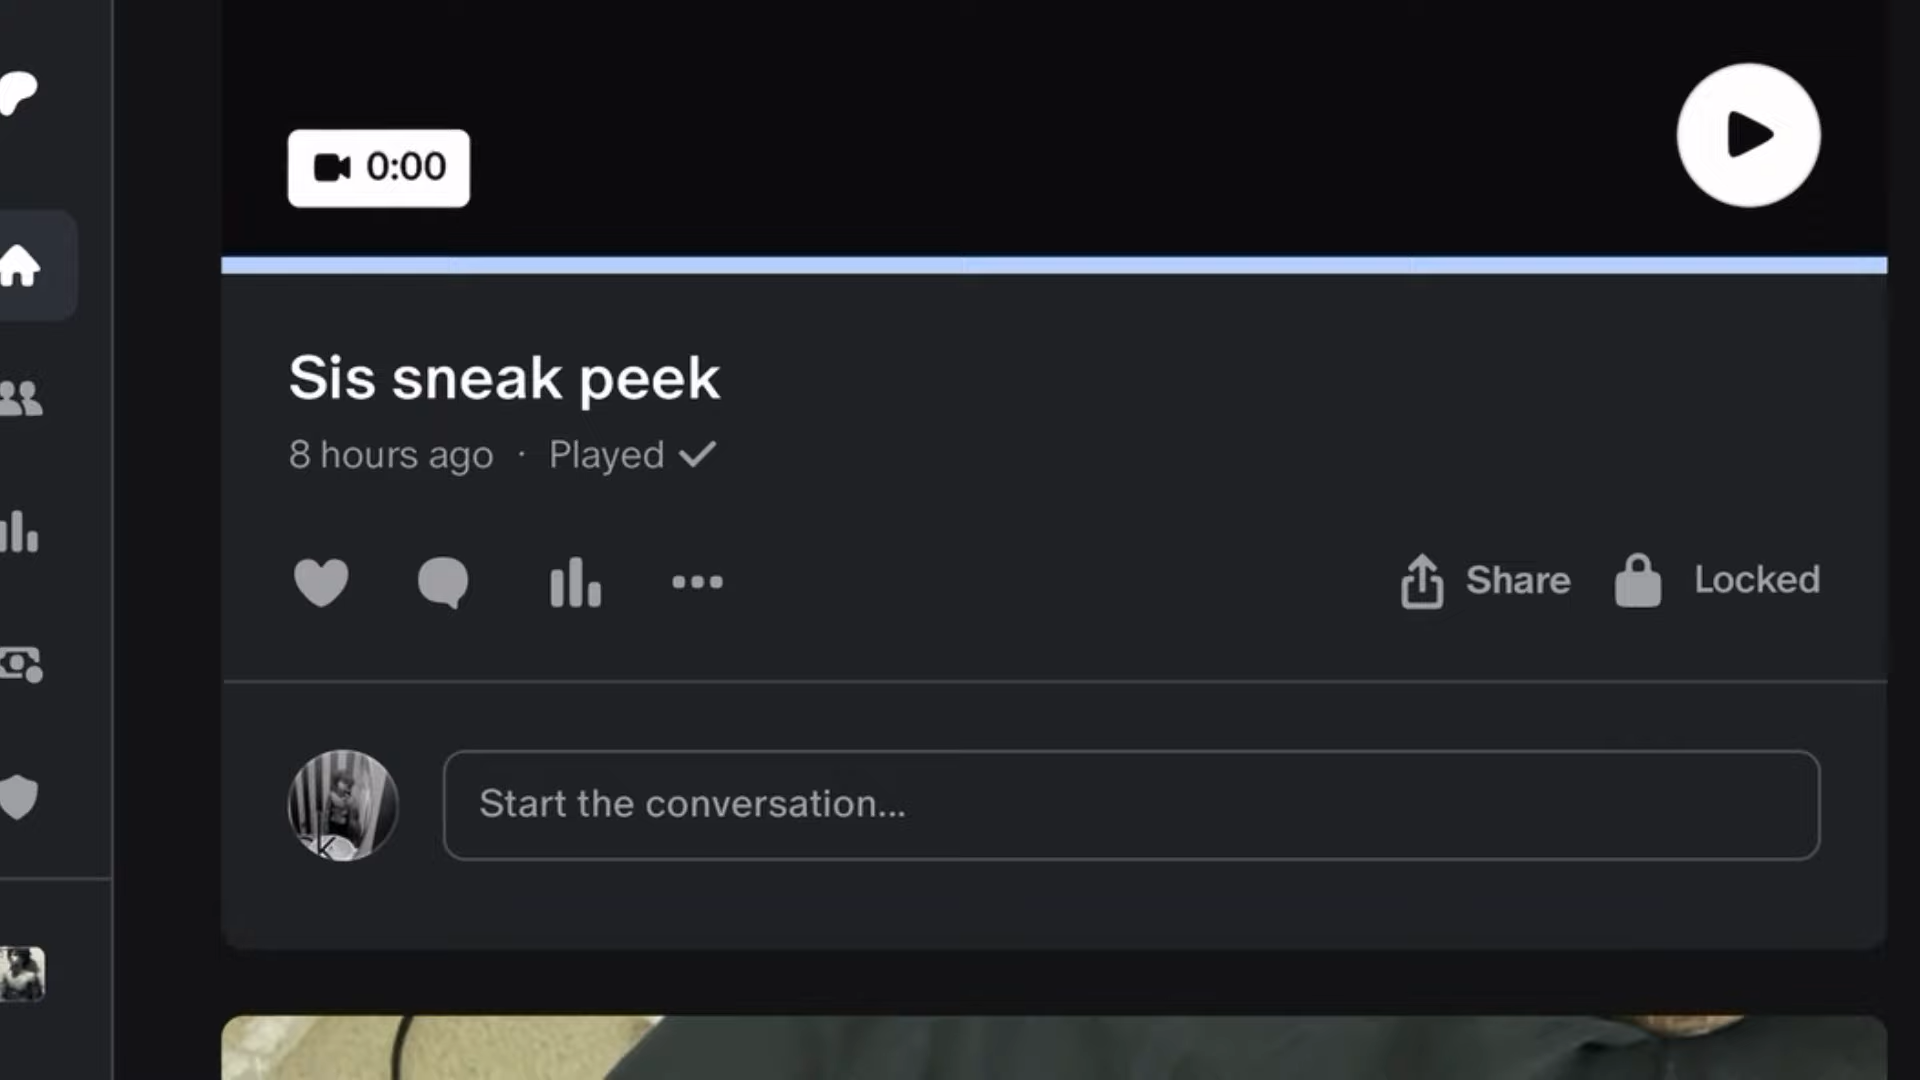 0:00
Sis sneak peek
8 hours ago · Played
Share
Locked
Start the conversation...
K